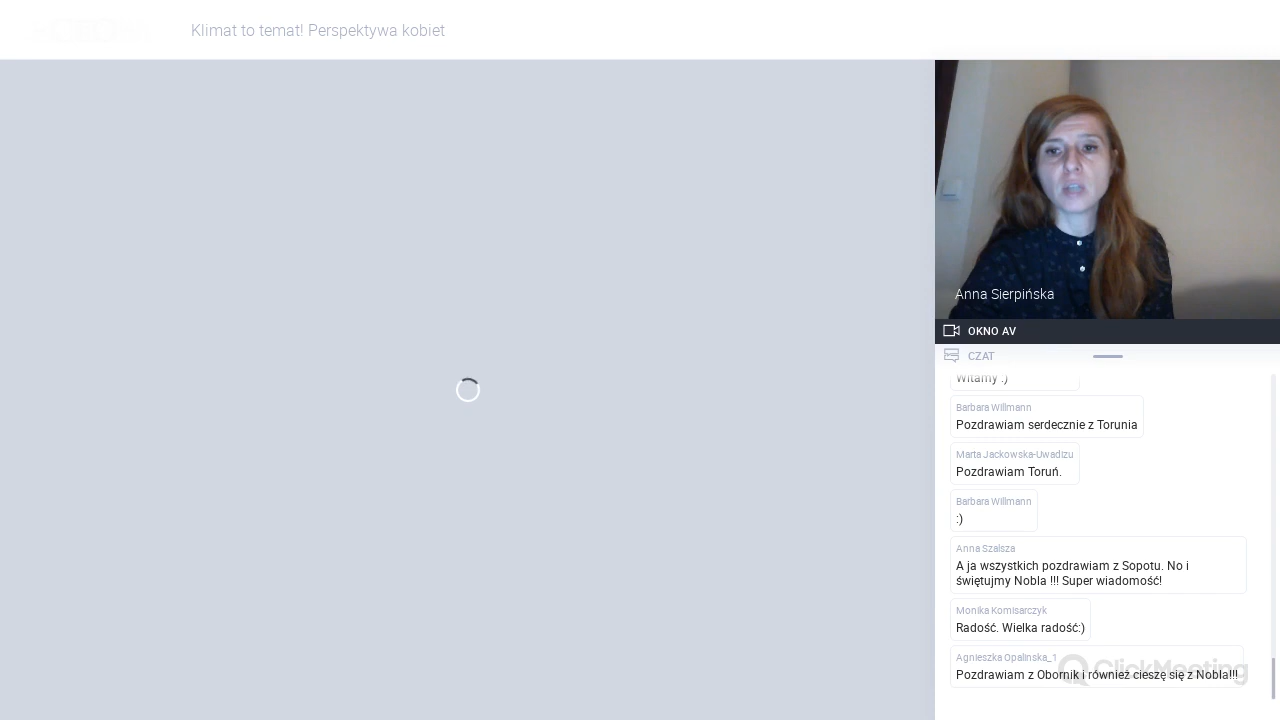 Klimat to temat! Perspektywa kobiet
Anna Sierpińska
OKNO AV
CZAT
Witamy :)
Barbara Willmann
Pozdrawiam serdecznie z Torunia
Marta Jackowska-Uwadizu
Pozdrawiam Toruń.
Barbara Willmann
:)
Anna Szalsza
A ja wszystkich pozdrawiam z Sopotu. No i
świętujmy Nobla !!! Super wiadomość!
Monika Komisarczyk
Radość. Wielka radość:)
Agnieszka Opalinska_1
ClickMeeting
Pozdrawiam z Obornik i również cieszę się z Nobla!!!